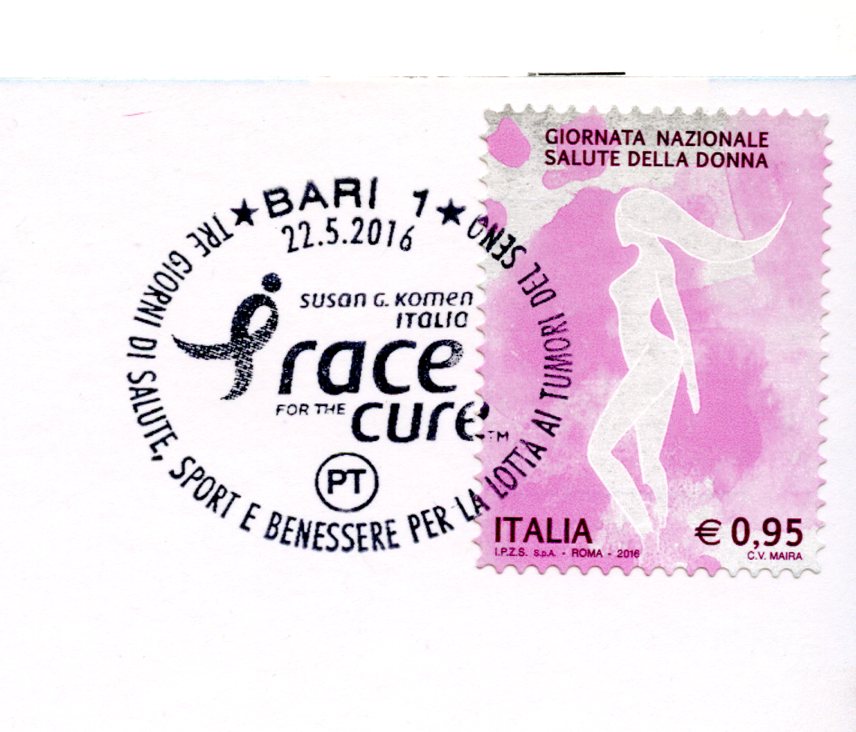 ★ BARI 1 ★
22.5.2016
TRE GIORNI DI SALUTE, SPORT E BENESSERE PER LA LOTTA AI TUMORI DEL SENO
SUSAN G. KOMEN
ITALIA
race
FOR THE
cure TM
PT
GIORNATA NAZIONALE
SALUTE DELLA DONNA
ITALIA € 0,95
I.P.Z.S. S.p.A. - ROMA - 2016 C.V. MAIRA